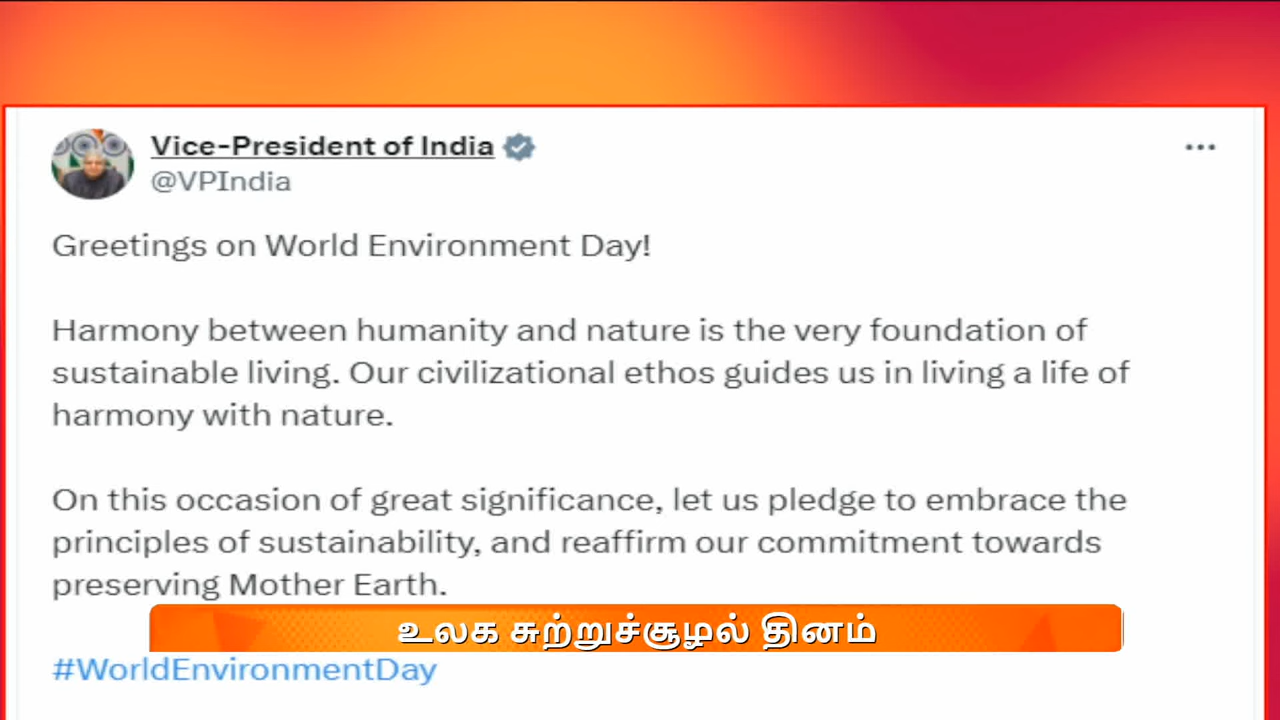 Vice-President of India
@VPIndia
Greetings on World Environment Day!
Harmony between humanity and nature is the very foundation of
sustainable living. Our civilizational ethos guides us in living a life of
harmony with nature.
On this occasion of great significance, let us pledge to embrace the
principles of sustainability, and reaffirm our commitment towards
preserving Mother Earth.
உலக சுற்றுச்சூழல் தினம்
#WorldEnvironmentDay